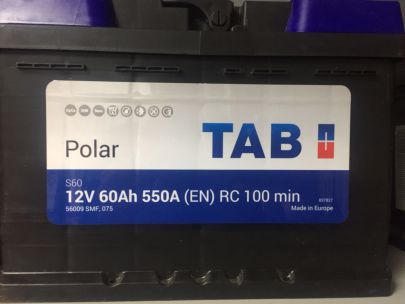 Polar
TAB
S60
12V 60Ah 550A (EN) RC 100 min
56009 SMF, 075
Made in Europe